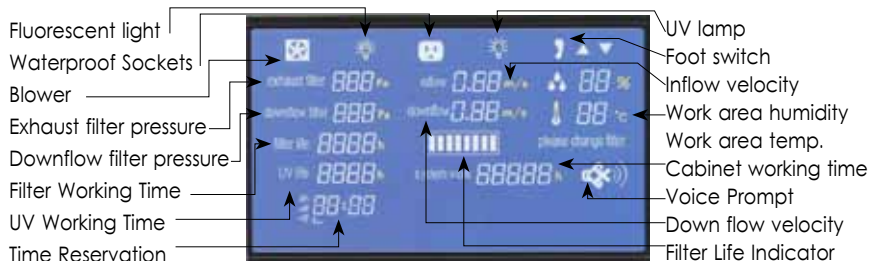 Fluorescent light
Waterproof Sockets
Blower
Exhaust filter pressure
Downflow filter pressure
Filter Working Time
UV Working Time
Time Reservation
exhaust filter 888 Pa
inflow 0.88 m/s
88 %
downflow filter 888 Pa
downflow 0.88 m/s
88 °C
filter life 8888 h
please change filter
UV life 8888 h
system work 88888 h
88:88
UV lamp
Foot switch
Inflow velocity
Work area humidity
Work area temp.
Cabinet working time
Voice Prompt
Down flow velocity
Filter Life Indicator